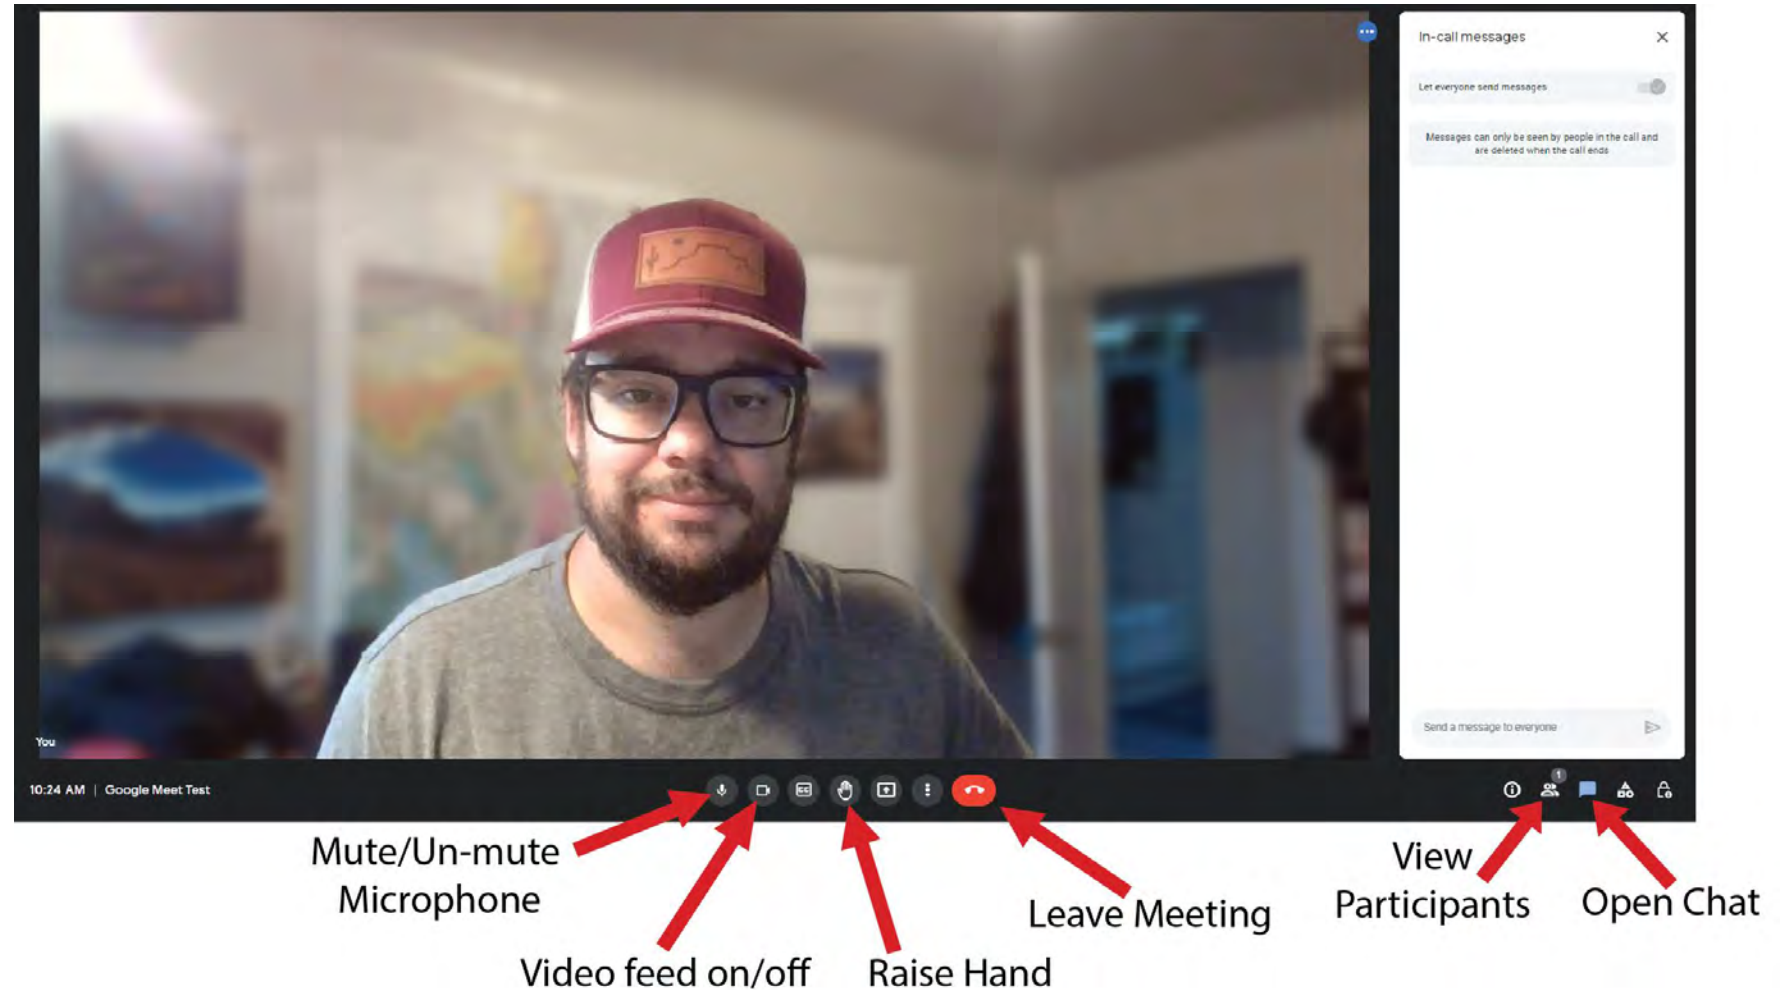 In-call messages
Let everyone send messages
Messages can only be seen by people in the call and
are deleted when the call ends
You
Send a message to everyone
10:24 AM | Google Meet Test
CC
1
Mute/Un-mute
Microphone
Video feed on/off
Raise Hand
Leave Meeting
View
Participants
Open Chat